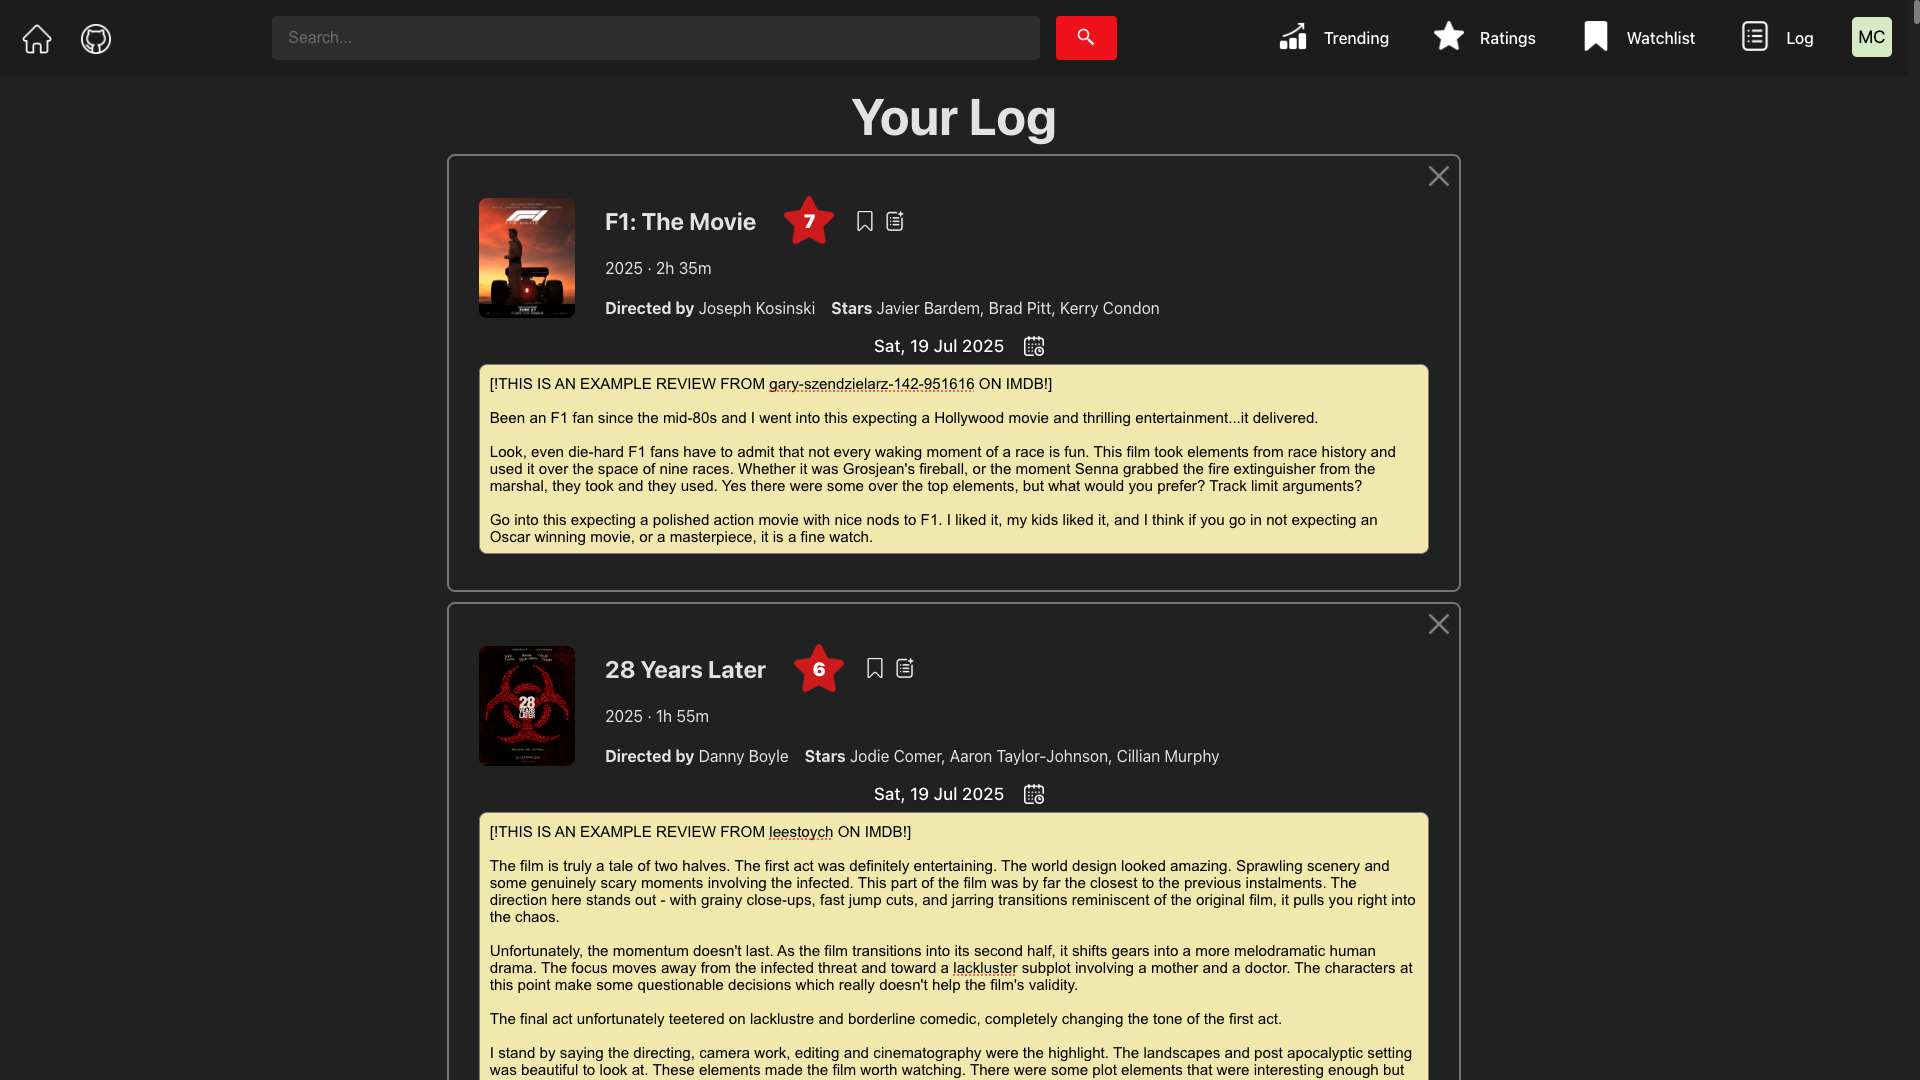 Search...
Trending
Ratings
Watchlist
Log
MC
Your Log
F1: The Movie
7
2025 · 2h 35m
Directed by Joseph Kosinski Stars Javier Bardem, Brad Pitt, Kerry Condon
Sat, 19 Jul 2025
[!THIS IS AN EXAMPLE REVIEW FROM gary-szendzielarz-142-951616 ON IMDB!]
Been an F1 fan since the mid-80s and I went into this expecting a Hollywood movie and thrilling entertainment...it delivered.
Look, even die-hard F1 fans have to admit that not every waking moment of a race is fun. This film took elements from race history and
used it over the space of nine races. Whether it was Grosjean's fireball, or the moment Senna grabbed the fire extinguisher from the
marshal, they took and they used. Yes there were some over the top elements, but what would you prefer? Track limit arguments?
Go into this expecting a polished action movie with nice nods to F1. I liked it, my kids liked it, and I think if you go in not expecting an
Oscar winning movie, or a masterpiece, it is a fine watch.
28 Years Later
6
28
YEARS
LATER
2025 · 1h 55m
Directed by Danny Boyle Stars Jodie Comer, Aaron Taylor-Johnson, Cillian Murphy
Sat, 19 Jul 2025
[!THIS IS AN EXAMPLE REVIEW FROM leestoych ON IMDB!]
The film is truly a tale of two halves. The first act was definitely entertaining. The world design looked amazing. Sprawling scenery and
some genuinely scary moments involving the infected. This part of the film was by far the closest to the previous instalments. The
direction here stands out - with grainy close-ups, fast jump cuts, and jarring transitions reminiscent of the original film, it pulls you right into
the chaos.
Unfortunately, the momentum doesn't last. As the film transitions into its second half, it shifts gears into a more melodramatic human
drama. The focus moves away from the infected threat and toward a lackluster subplot involving a mother and a doctor. The characters at
this point make some questionable decisions which really doesn't help the film's validity.
The final act unfortunately teetered on lacklustre and borderline comedic, completely changing the tone of the first act.
I stand by saying the directing, camera work, editing and cinematography were the highlight. The landscapes and post apocalyptic setting
was beautiful to look at. These elements made the film worth watching. There were some plot elements that were interesting enough but